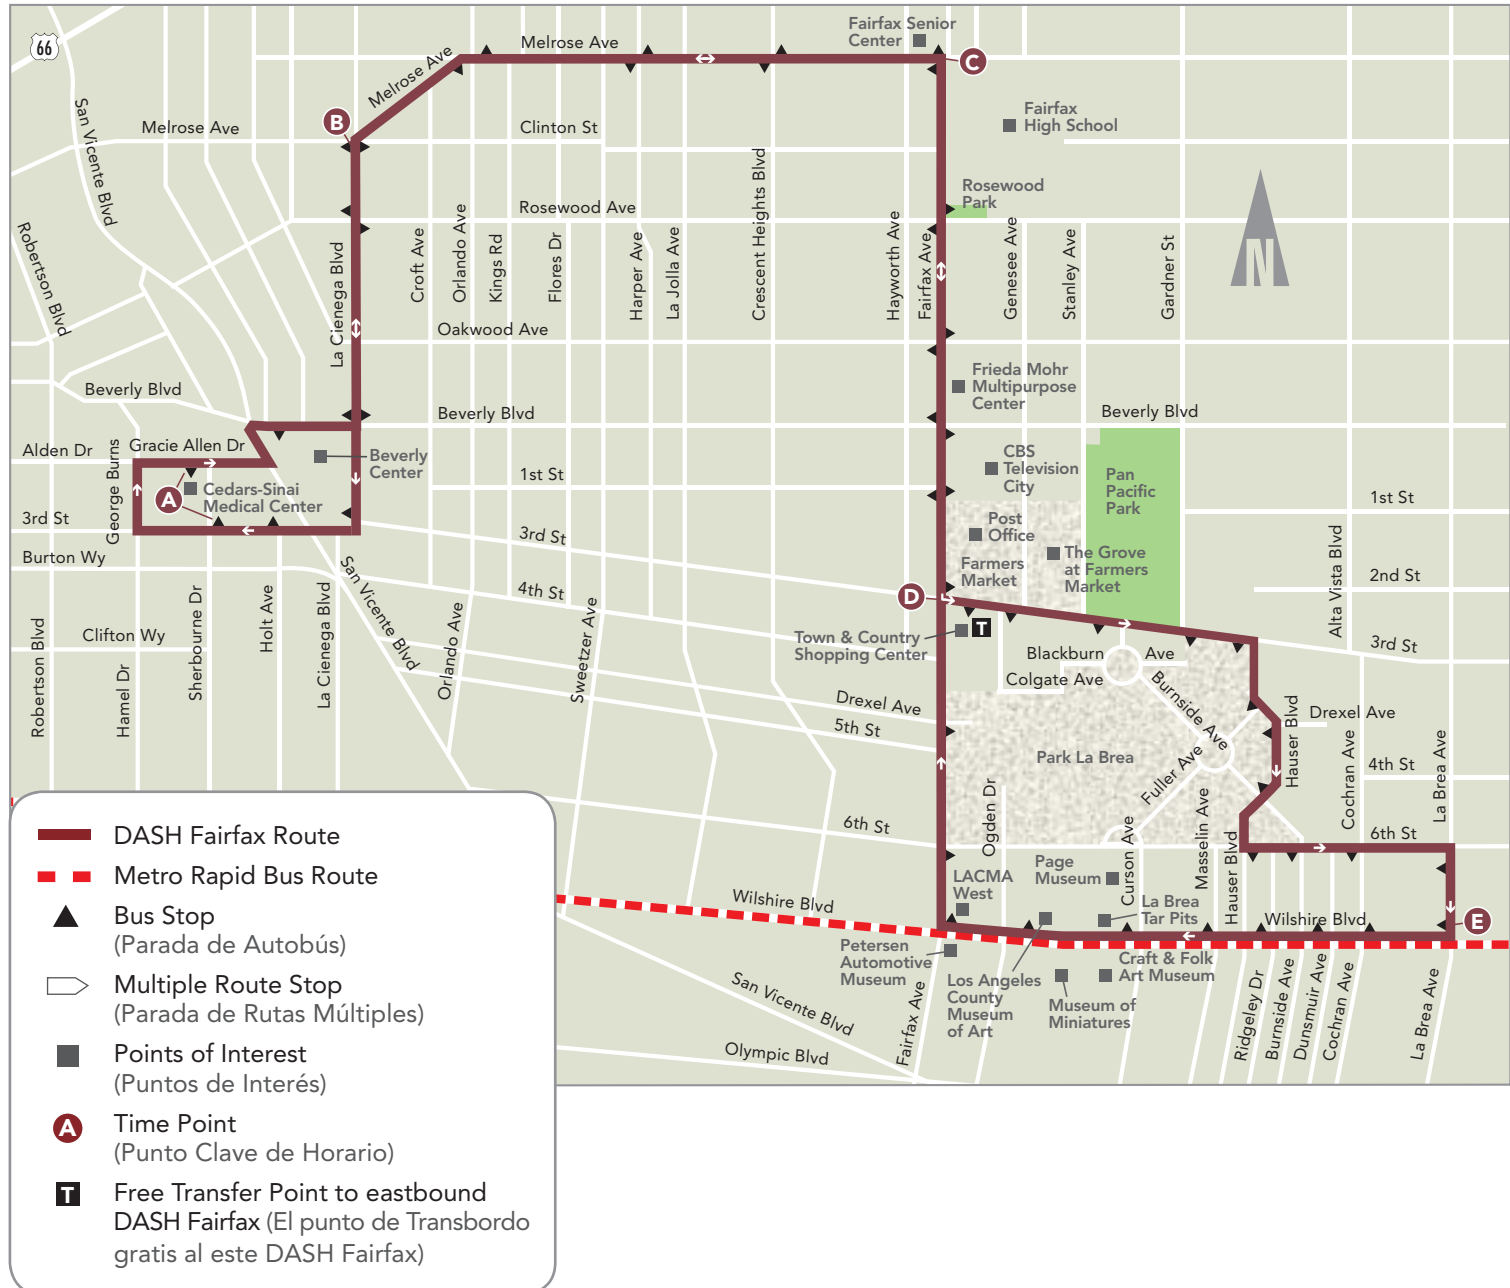 66
Fairfax Senior
Center
C
Melrose Ave
Melrose Ave
B
Melrose Ave
Clinton St
Fairfax
High School
San Vicente Blvd
Rosewood
Park
Rosewood Ave
N
Robertson Blvd
La Cienega Blvd
Croft Ave
Orlando Ave
Kings Rd
Flores Dr
Harper Ave
La Jolla Ave
Crescent Heights Blvd
Hayworth Ave
Fairfax Ave
Genesee Ave
Stanley Ave
Gardner St
Oakwood Ave
Frieda Mohr
Multipurpose
Center
Beverly Blvd
Beverly Blvd
Beverly Blvd
Alden Dr
Gracie Allen Dr
George Burns
Beverly
Center
CBS
Television
City
Pan
Pacific
Park
1st St
1st St
A
Cedars-Sinai
Medical Center
3rd St
3rd St
Post
Office
The Grove
at Farmers
Market
Farmers
Market
Alta Vista Blvd
Burton Wy
2nd St
4th St
D
San Vicente Blvd
Robertson Blvd
Clifton Wy
Hamel Dr
Sherbourne Dr
Holt Ave
La Cienega Blvd
Orlando Ave
Sweetzer Ave
Town & Country
Shopping Center
T
Blackburn
Ave
Colgate Ave
3rd St
Burnside Ave
Drexel Ave
5th St
Drexel Ave
Hauser Blvd
Park La Brea
Fuller Ave
4th St
Cochran Ave
La Brea Ave
Ogden Dr
Masselin Ave
Curson Ave
Hauser Blvd
6th St
6th St
Page
Museum
LACMA
West
La Brea
Tar Pits
Wilshire Blvd
Wilshire Blvd
E
Petersen
Automotive
Museum
Los Angeles
County
Museum
of Art
Craft & Folk
Art Museum
Museum of
Miniatures
San Vicente Blvd
Fairfax Ave
Olympic Blvd
Ridgeley Dr
Burnside Ave
Dunsmuir Ave
Cochran Ave
La Brea Ave
DASH Fairfax Route
Metro Rapid Bus Route
Bus Stop
(Parada de Autobús)
Multiple Route Stop
(Parada de Rutas Múltiples)
Points of Interest
(Puntos de Interés)
A
Time Point
(Punto Clave de Horario)
T
Free Transfer Point to eastbound
DASH Fairfax (El punto de Transbordo
gratis al este DASH Fairfax)